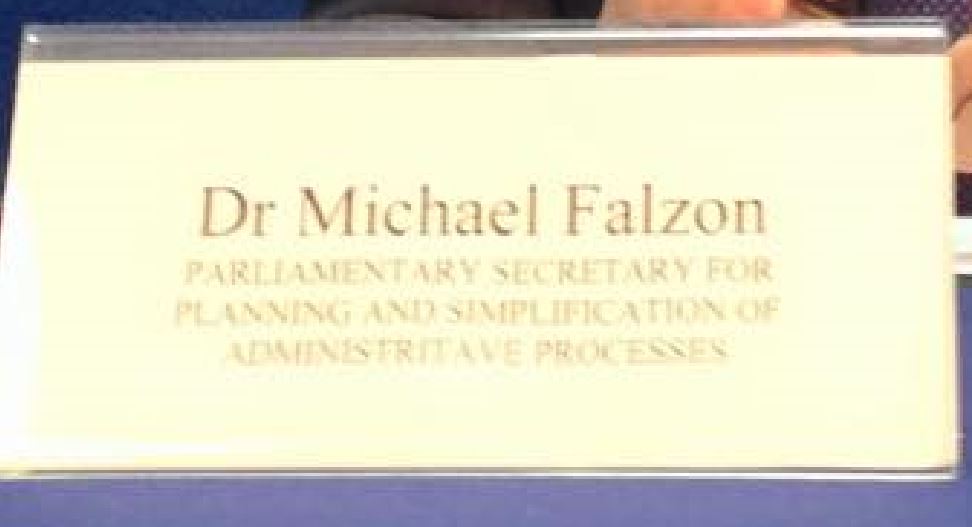 Dr Michael Falzon
PARLIAMENTARY SECRETARY FOR
PLANNING AND SIMPLIFICATION OF
ADMINISTRITAVE PROCESSES